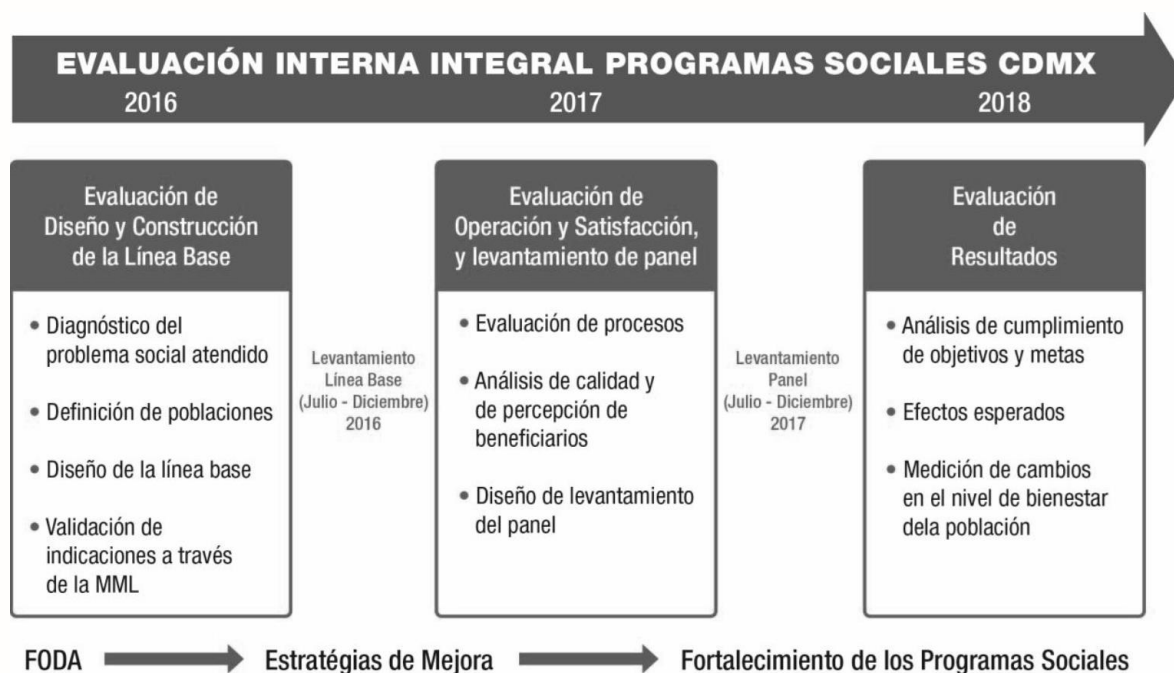 EVALUACIÓN INTERNA INTEGRAL PROGRAMAS SOCIALES CDMX
2016
2017
2018
Evaluación de
Diseño y Construcción
de la Línea Base
• Diagnóstico del
problema social atendido
• Definición de poblaciones
• Diseño de la línea base
• Validación de
indicaciones a través
de la MML
Levantamiento
Línea Base
(Julio - Diciembre)
2016
Evaluación de
Operación y Satisfacción,
y levantamiento de panel
• Evaluación de procesos
• Análisis de calidad y
de percepción de
beneficiarios
• Diseño de levantamiento
del panel
Levantamiento
Panel
(Julio - Diciembre)
2017
Evaluación
de
Resultados
• Análisis de cumplimiento
de objetivos y metas
• Efectos esperados
• Medición de cambios
en el nivel de bienestar
dela población
FODA
Estratégias de Mejora
Fortalecimiento de los Programas Sociales